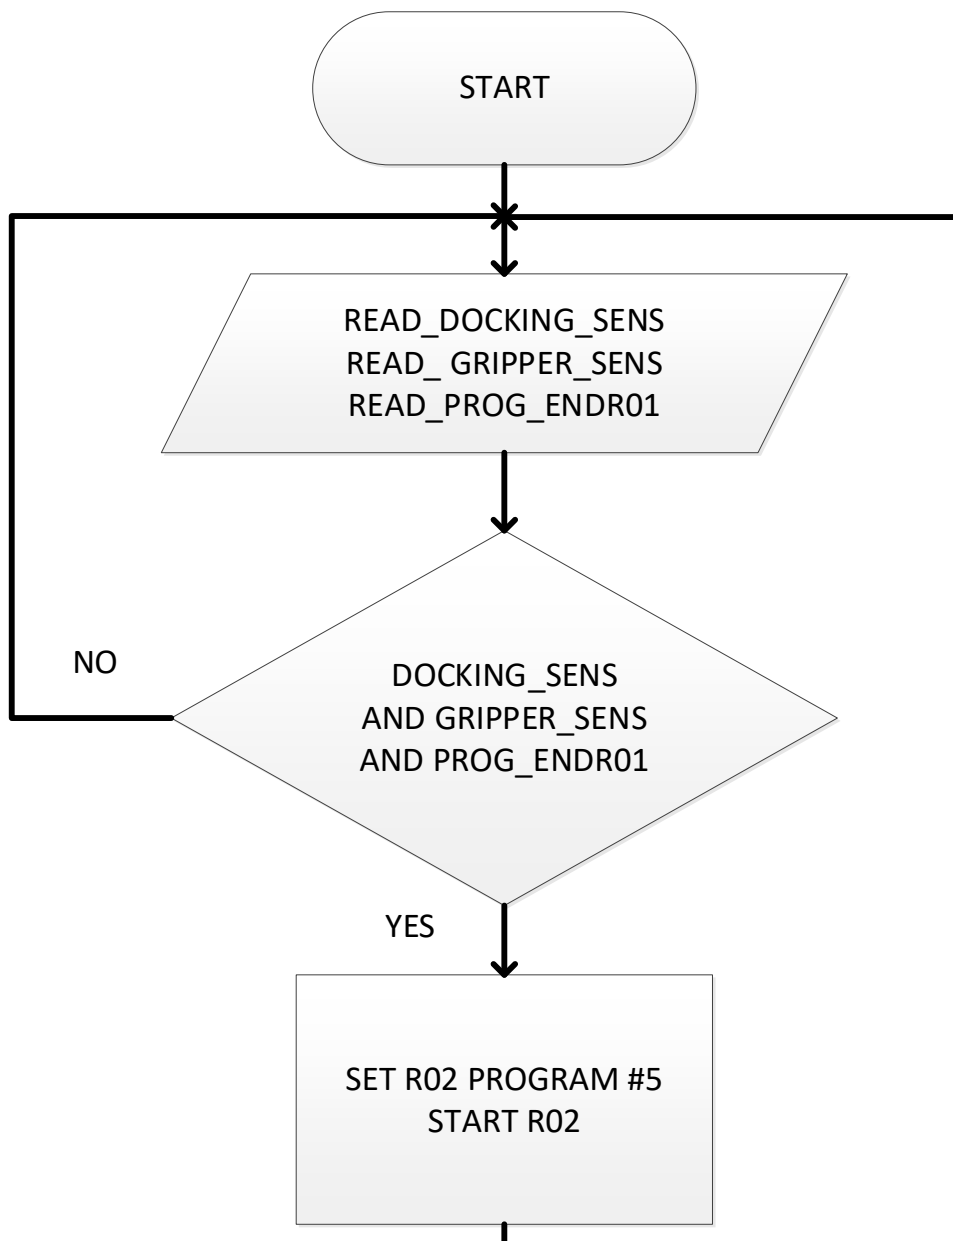 START
READ_DOCKING_SENS
READ_ GRIPPER_SENS
READ_PROG_ENDR01
NO
DOCKING_SENS
AND GRIPPER_SENS
AND PROG_ENDR01
YES
SET R02 PROGRAM #5
START R02